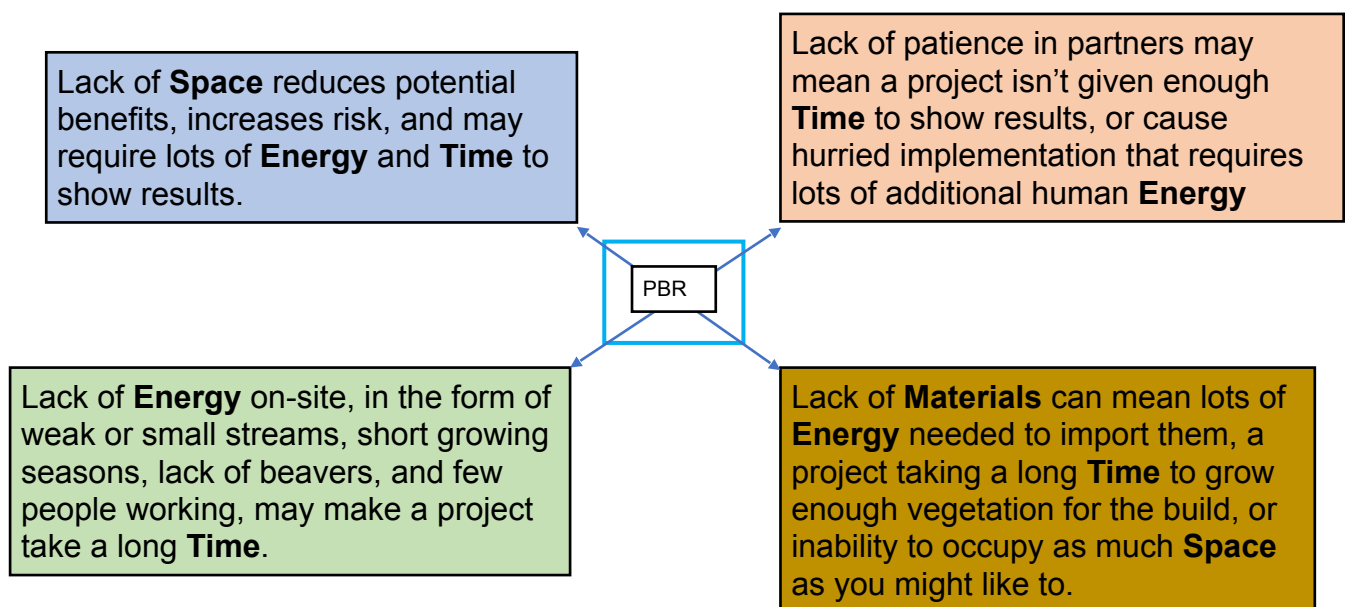 Lack of Space reduces potential
benefits, increases risk, and may
require lots of Energy and Time to
show results.
Lack of patience in partners may
mean a project isn’t given enough
Time to show results, or cause
hurried implementation that requires
lots of additional human Energy
PBR
Lack of Energy on-site, in the form of
weak or small streams, short growing
seasons, lack of beavers, and few
people working, may make a project
take a long Time.
Lack of Materials can mean lots of
Energy needed to import them, a
project taking a long Time to grow
enough vegetation for the build, or
inability to occupy as much Space
as you might like to.